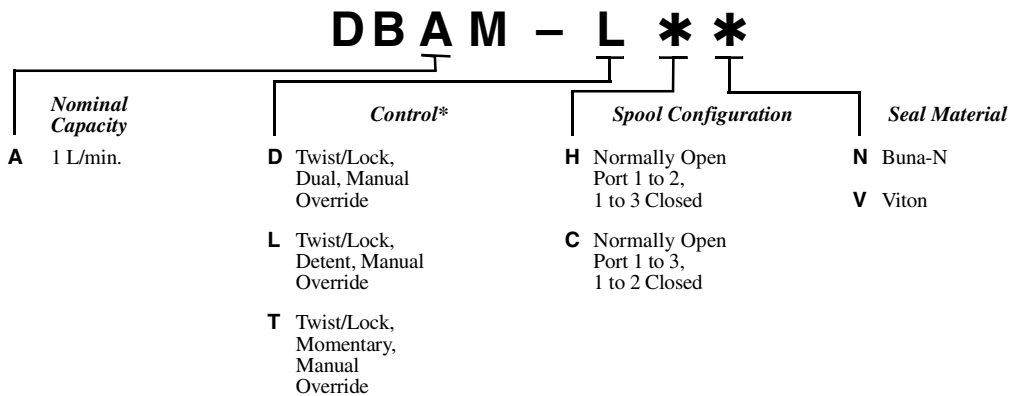 DBAM – L * *
Nominal
Capacity
A 1 L/min.
Control*
D Twist/Lock,
Dual, Manual
Override
L Twist/Lock,
Detent, Manual
Override
T Twist/Lock,
Momentary,
Manual
Override
Spool Configuration
H Normally Open
Port 1 to 2,
1 to 3 Closed
C Normally Open
Port 1 to 3,
1 to 2 Closed
Seal Material
N Buna-N
V Viton